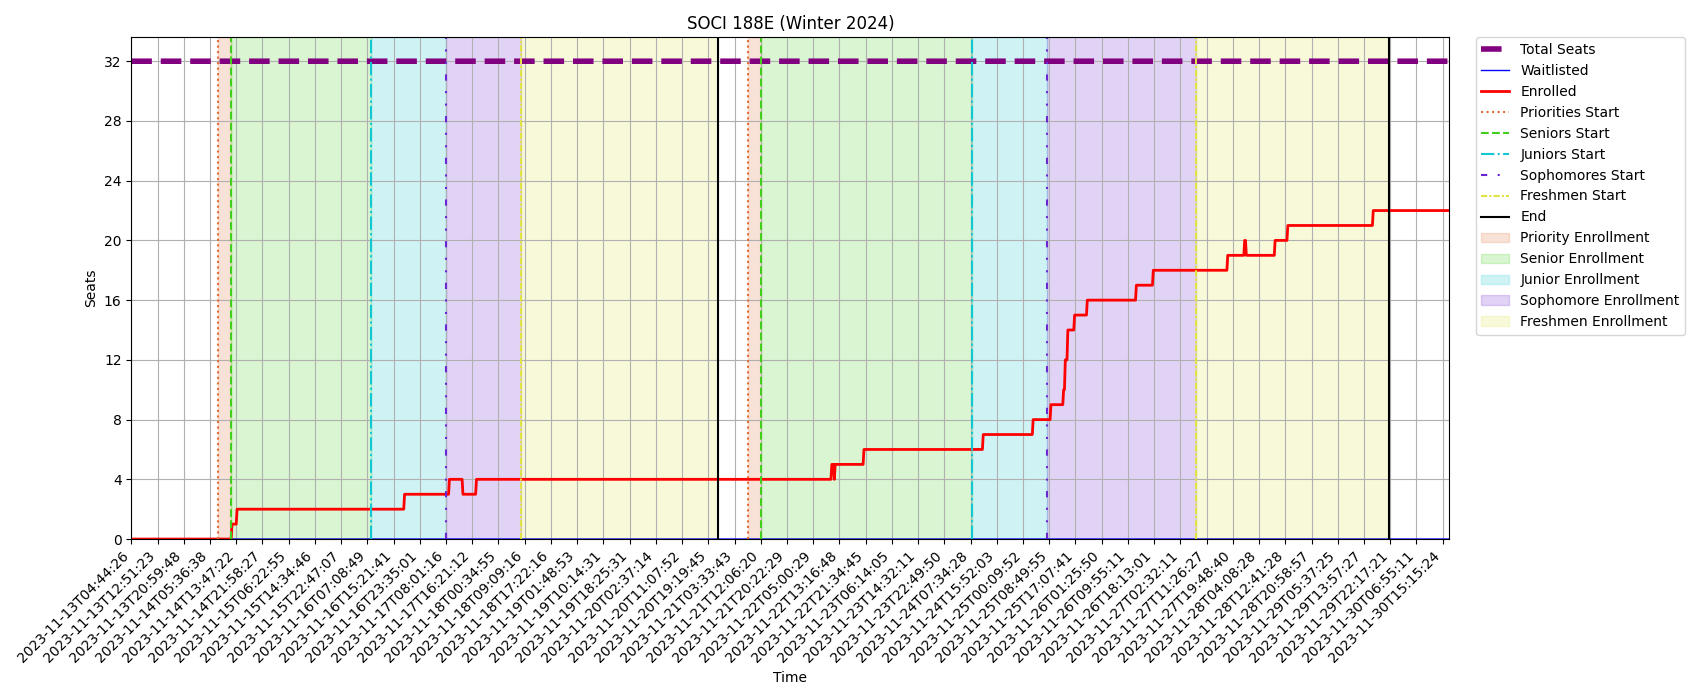 SOCI 188E (Winter 2024)
Seats
32
28
24
20
16
12
8
4
0
2023-11-13T04:44:26
2023-11-13T12:51:23
2023-11-13T20:59:48
2023-11-14T05:36:38
2023-11-14T13:47:22
2023-11-14T21:58:27
2023-11-15T06:22:55
2023-11-15T14:34:46
2023-11-15T22:47:07
2023-11-16T07:08:49
2023-11-16T15:21:41
2023-11-16T23:35:01
2023-11-17T08:01:16
2023-11-17T16:21:12
2023-11-18T00:34:55
2023-11-18T09:09:16
2023-11-18T17:22:16
2023-11-19T01:48:53
2023-11-19T10:14:31
2023-11-19T18:25:31
2023-11-20T02:37:14
2023-11-20T11:07:52
2023-11-20T19:19:45
2023-11-21T03:33:43
2023-11-21T12:06:20
2023-11-21T20:22:29
2023-11-22T05:00:29
2023-11-22T13:16:48
2023-11-22T21:34:45
2023-11-23T06:14:05
2023-11-23T14:32:11
2023-11-23T22:49:50
2023-11-24T07:34:28
2023-11-24T15:52:03
2023-11-25T00:09:52
2023-11-25T08:49:55
2023-11-25T17:07:41
2023-11-26T01:25:50
2023-11-26T09:55:11
2023-11-26T18:13:01
2023-11-27T02:32:11
2023-11-27T11:26:27
2023-11-27T19:48:40
2023-11-28T04:08:28
2023-11-28T12:41:28
2023-11-28T20:58:57
2023-11-29T05:37:25
2023-11-29T13:57:27
2023-11-29T22:17:21
2023-11-30T06:55:11
2023-11-30T15:15:24
Time
Total Seats
Waitlisted
Enrolled
Priorities Start
Seniors Start
Juniors Start
Sophomores Start
Freshmen Start
End
Priority Enrollment
Senior Enrollment
Junior Enrollment
Sophomore Enrollment
Freshmen Enrollment